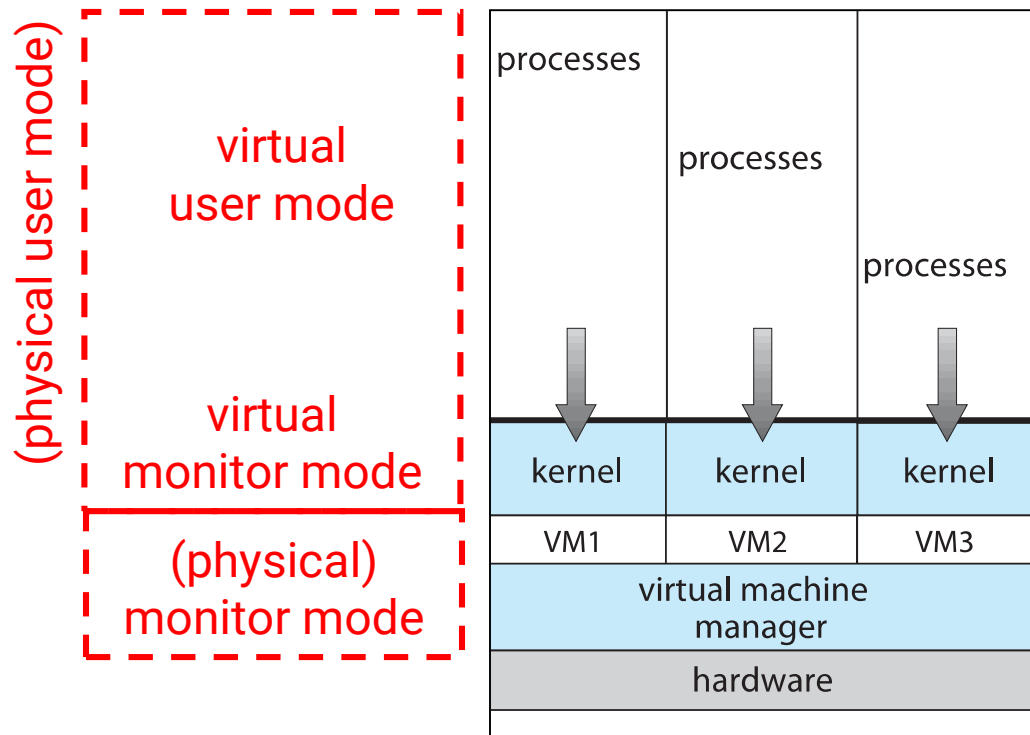 (physical user mode)
virtual
user mode
virtual
monitor mode
(physical)
monitor mode
processes
processes
processes
kernel
kernel
kernel
VM1
VM2
VM3
virtual machine
manager
hardware